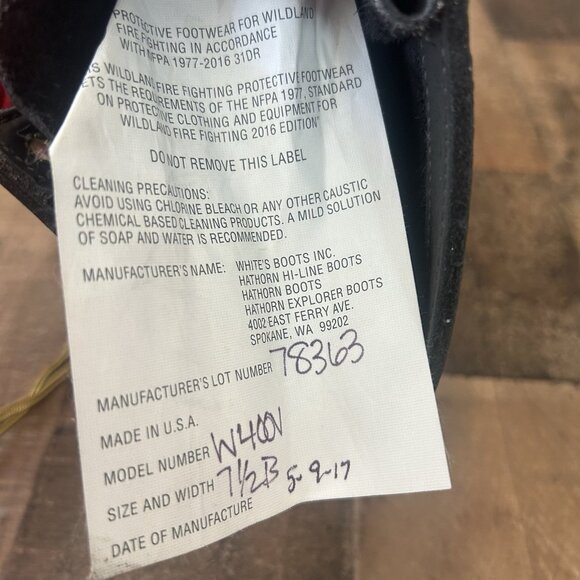 PROTECTIVE FOOTWEAR FOR WILDLAND
FIRE FIGHTING IN ACCORDANCE
WITH NFPA 1977-2016 31DR
WILDLAND FIRE FIGHTING PROTECTIVE FOOTWEAR
THE REQUIREMENTS OF THE NFPA 1977, STANDARD
ON PROTECTIVE CLOTHING AND EQUIPMENT FOR
WILDLAND FIRE FIGHTING 2016 EDITION"
DO NOT REMOVE THIS LABEL
CLEANING PRECAUTIONS:
AVOID USING CHLORINE BLEACH OR ANY OTHER CAUSTIC
CHEMICAL BASED CLEANING PRODUCTS. A MILD SOLUTION
OF SOAP AND WATER IS RECOMMENDED.
MANUFACTURER'S NAME: WHITE'S BOOTS INC.
HATHORN HI-LINE BOOTS
HATHORN BOOTS
HATHORN EXPLORER BOOTS
4002 EAST FERRY AVE.
SPOKANE, WA 99202
MANUFACTURER'S LOT NUMBER 78363
MADE IN U.S.A.
MODEL NUMBER W400V
SIZE AND WIDTH 7 1/2 B
DATE OF MANUFACTURE 5-9-17